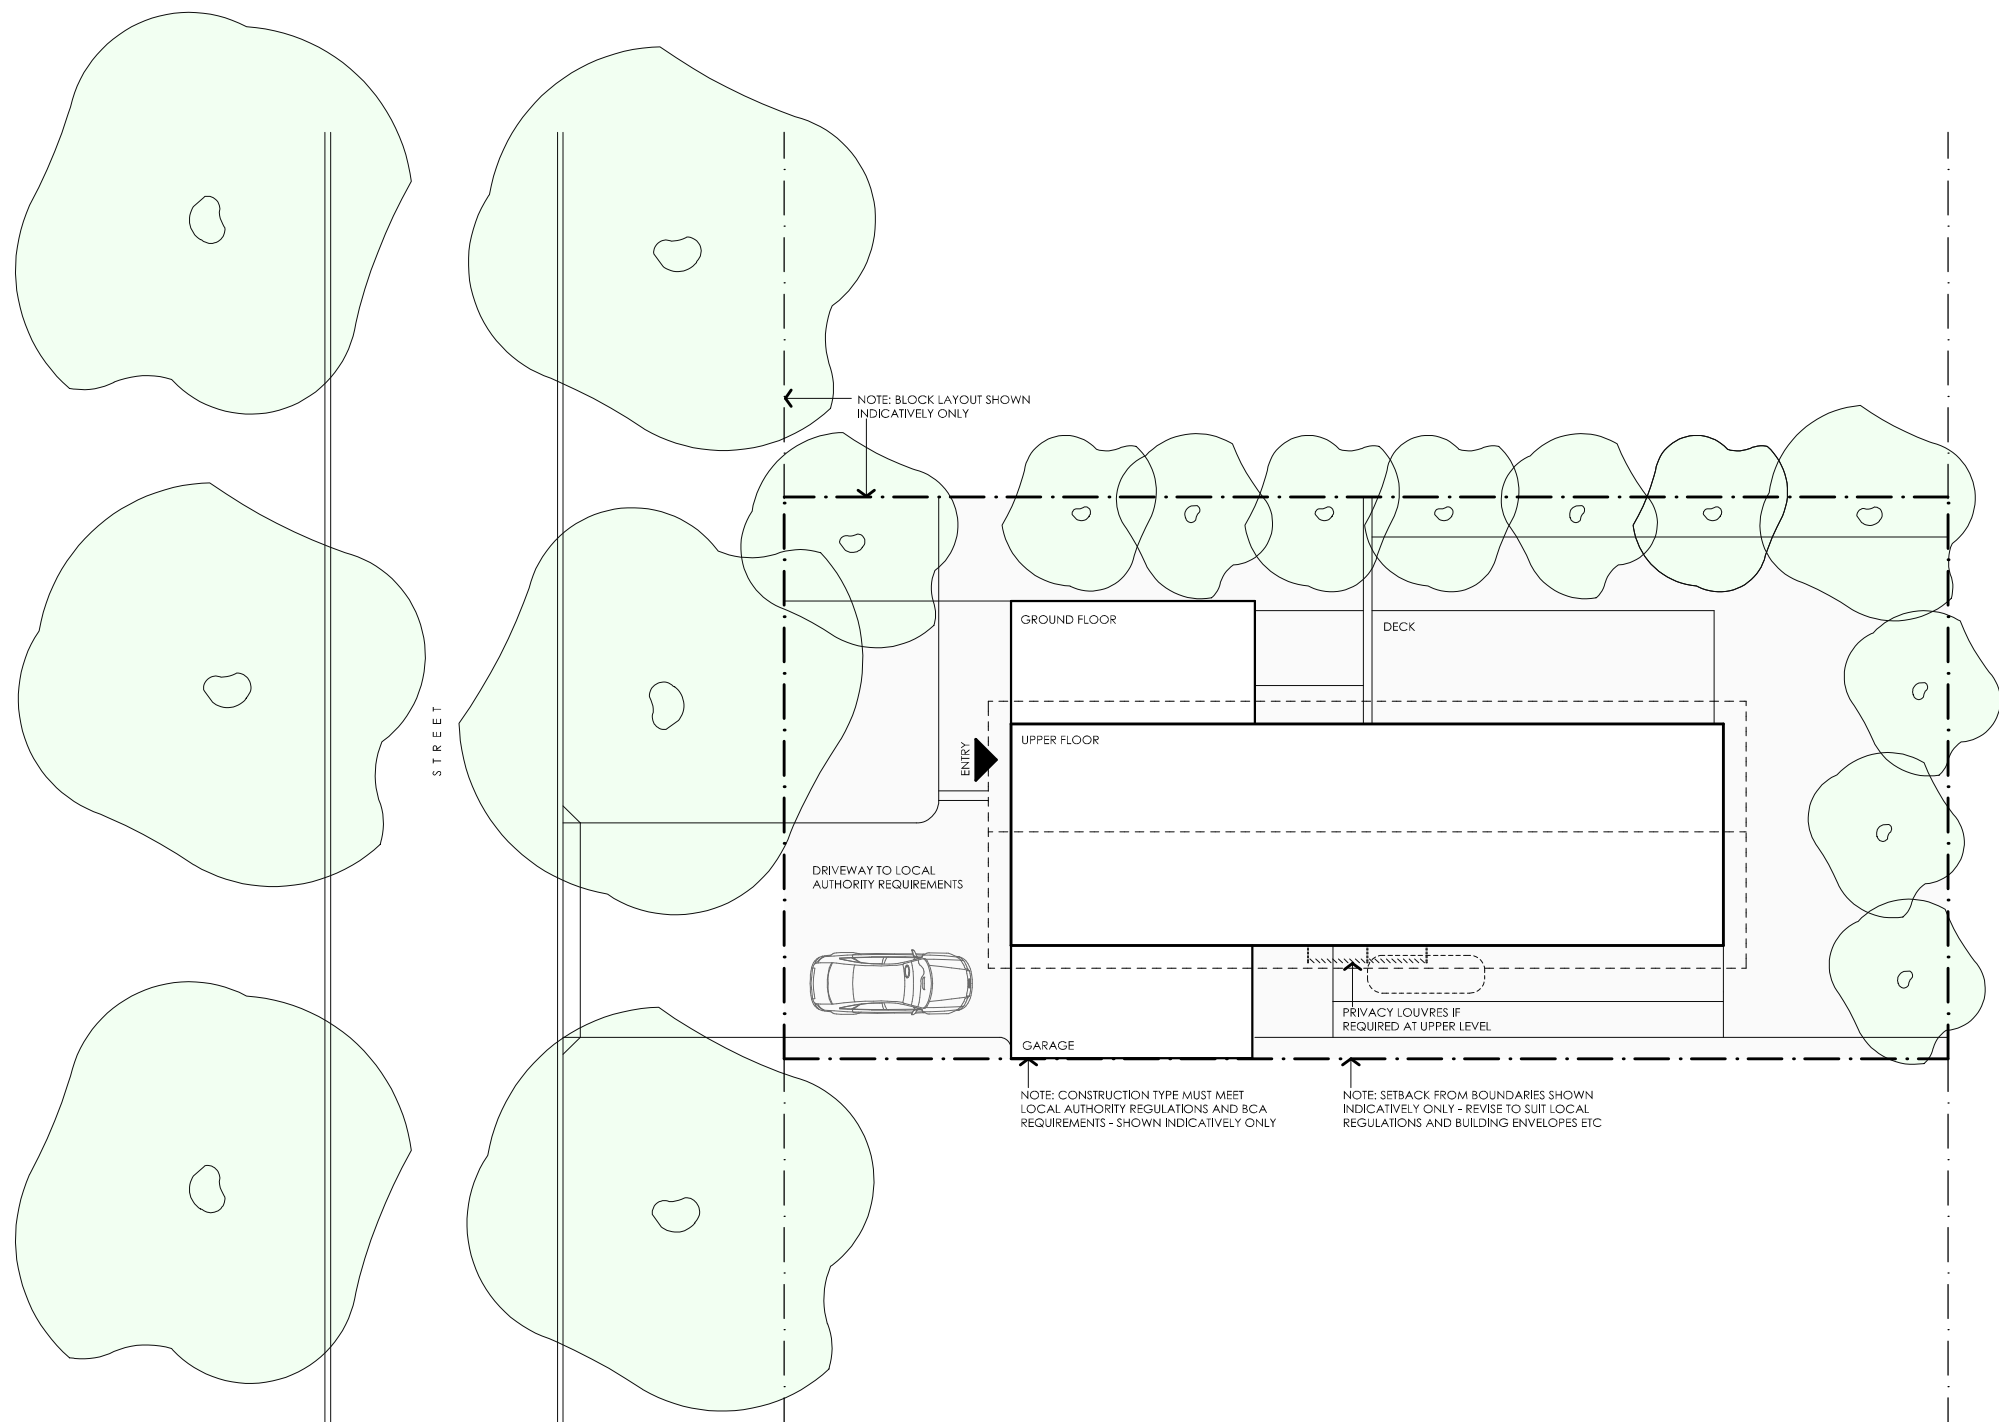 NOTE: BLOCK LAYOUT SHOWN
INDICATIVELY ONLY
GROUND FLOOR
DECK
STREET
ENTRY
UPPER FLOOR
DRIVEWAY TO LOCAL
AUTHORITY REQUIREMENTS
PRIVACY LOUVRES IF
REQUIRED AT UPPER LEVEL
GARAGE
NOTE: CONSTRUCTION TYPE MUST MEET
LOCAL AUTHORITY REGULATIONS AND BCA
REQUIREMENTS - SHOWN INDICATIVELY ONLY
NOTE: SETBACK FROM BOUNDARIES SHOWN
INDICATIVELY ONLY - REVISE TO SUIT LOCAL
REGULATIONS AND BUILDING ENVELOPES ETC